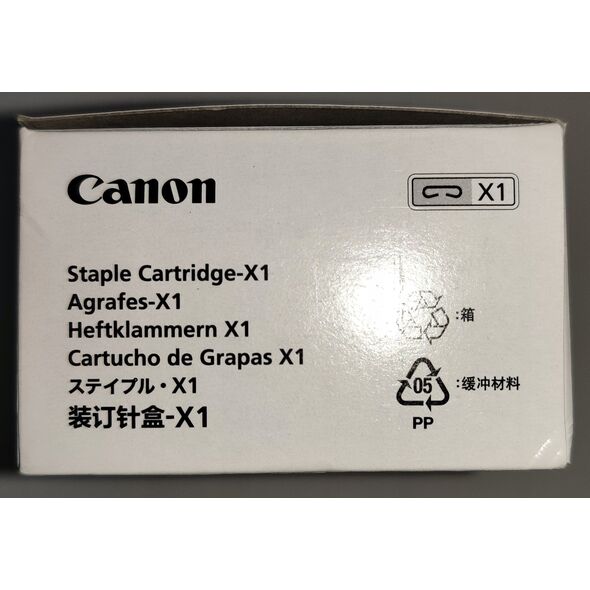 Canon
X1
Staple Cartridge-X1
Agrafes-X1
Heftklammern X1
Cartucho de Grapas X1
ステイプル・X1
装订针盒-X1
:箱
05
:缓冲材料
PP